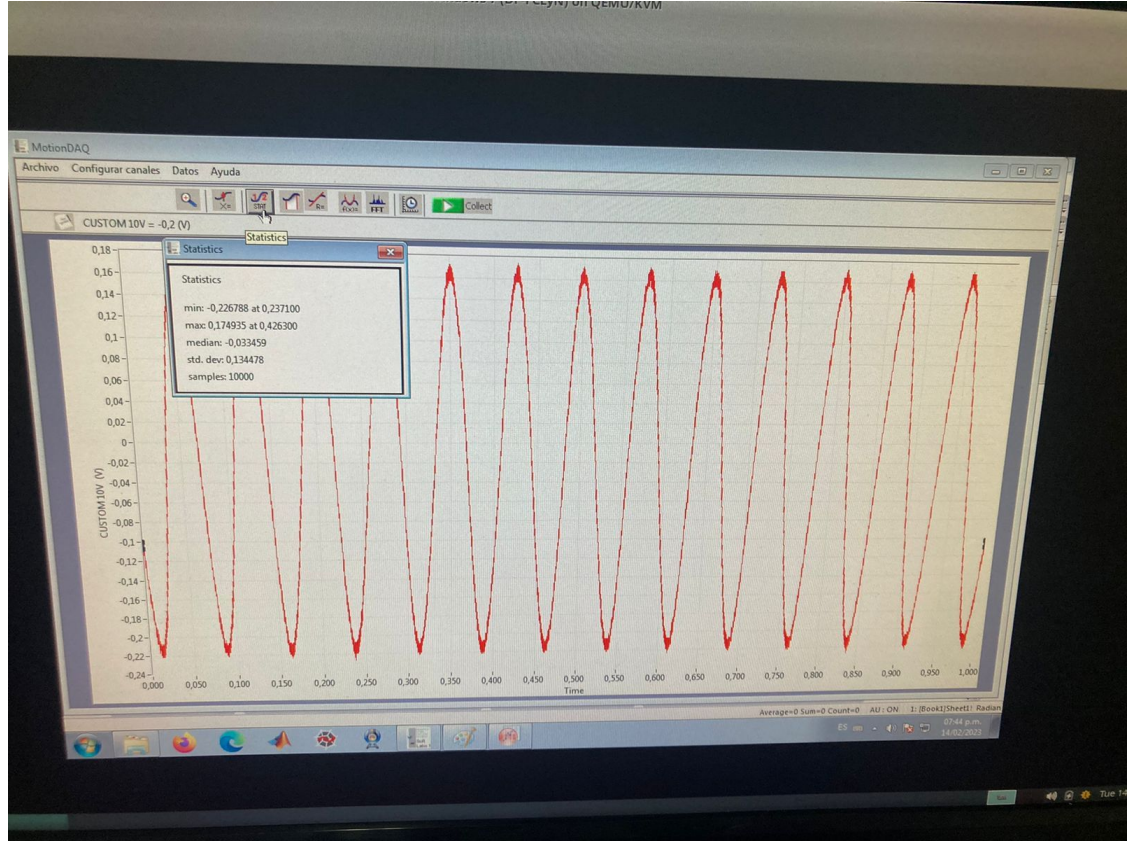 QEMU/KVM
MotionDAQ
Archivo Configurar canales Datos Ayuda
X= STAT R= f(x)= FFT Collect
CUSTOM 10V = -0,2 (V)
Statistics
Statistics
Statistics
min: -0,226788 at 0,237100
max: 0,174935 at 0,426300
median: -0,033459
std. dev: 0,134478
samples: 10000
0,18
0,16
0,14
0,12
0,1
0,08
0,06
0,04
0,02
0
-0,02
-0,04
-0,06
-0,08
-0,1
-0,12
-0,14
-0,16
-0,18
-0,2
-0,22
-0,24
CUSTOM 10V (V)
0,000 0,050 0,100 0,150 0,200 0,250 0,300 0,350 0,400 0,450 0,500 0,550 0,600 0,650 0,700 0,750 0,800 0,850 0,900 0,950 1,000
Time
Average=0 Sum=0 Count=0 AU: ON 1: [Book1]Sheet1! Radian
ES 07:44 p.m.
14/02/2023
Tue 14